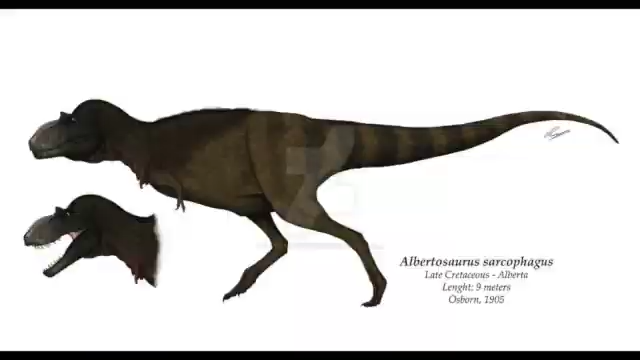 Albertosaurus sarcophagus
Late Cretaceous - Alberta
Lenght: 9 meters
Osborn, 1905